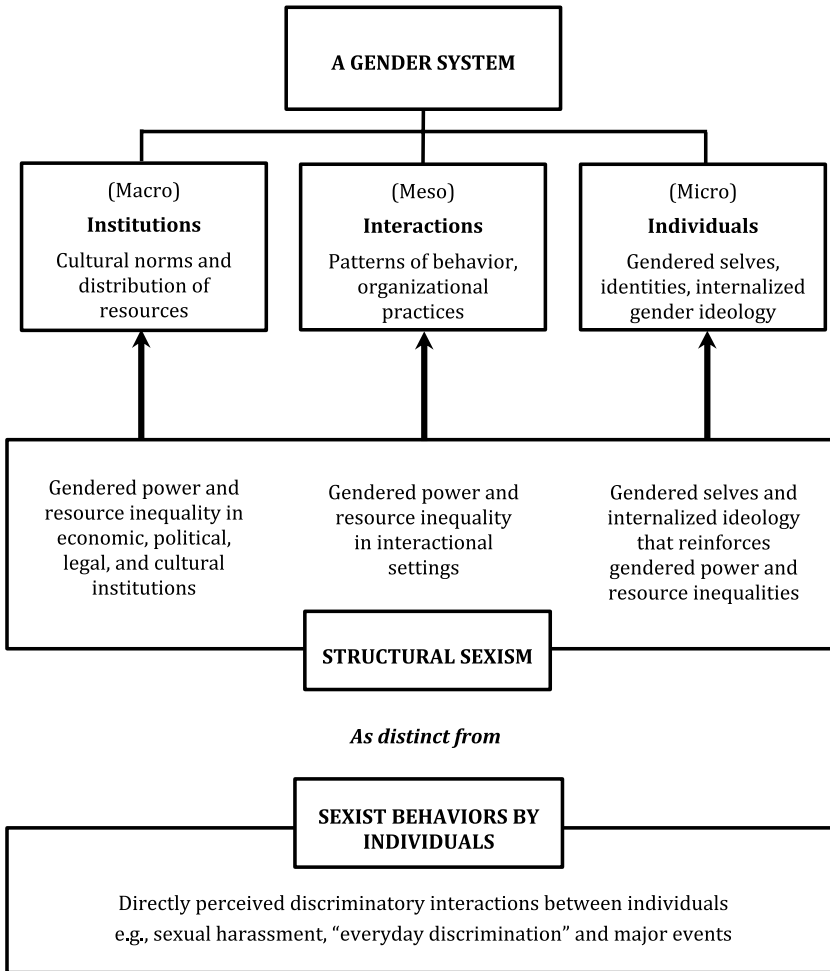 A GENDER SYSTEM
(Macro)
Institutions
Cultural norms and
distribution of
resources
(Meso)
Interactions
Patterns of behavior,
organizational
practices
(Micro)
Individuals
Gendered selves,
identities, internalized
gender ideology
Gendered power and
resource inequality in
economic, political,
legal, and cultural
institutions
Gendered power and
resource inequality
in interactional
settings
Gendered selves and
internalized ideology
that reinforces
gendered power and
resource inequalities
STRUCTURAL SEXISM
As distinct from
SEXIST BEHAVIORS BY
INDIVIDUALS
Directly perceived discriminatory interactions between individuals
e.g., sexual harassment, “everyday discrimination” and major events